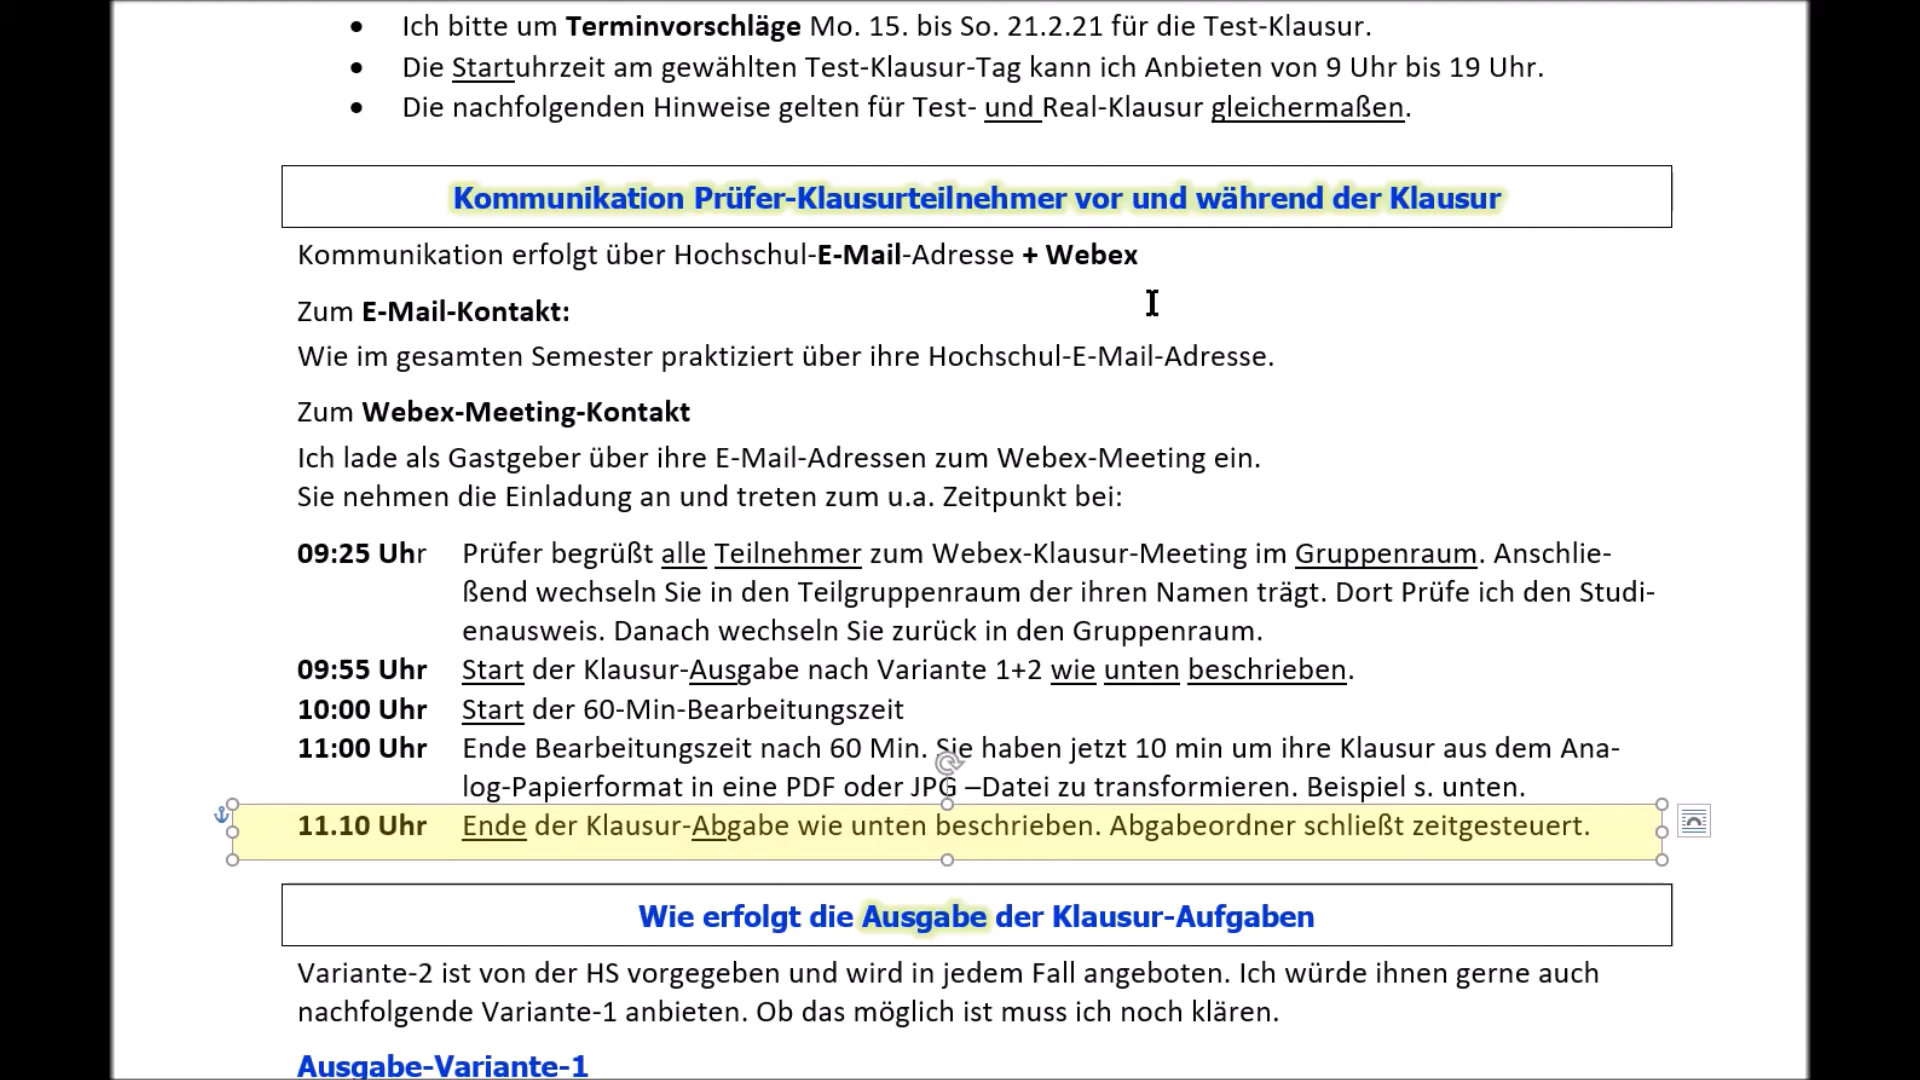 • Ich bitte um Terminvorschläge Mo. 15. bis So. 21.2.21 für die Test-Klausur.
• Die Startuhrzeit am gewählten Test-Klausur-Tag kann ich Anbieten von 9 Uhr bis 19 Uhr.
• Die nachfolgenden Hinweise gelten für Test- und Real-Klausur gleichermaßen.
Kommunikation Prüfer-Klausurteilnehmer vor und während der Klausur
Kommunikation erfolgt über Hochschul-E-Mail-Adresse + Webex
Zum E-Mail-Kontakt:
Wie im gesamten Semester praktiziert über ihre Hochschul-E-Mail-Adresse.
Zum Webex-Meeting-Kontakt
Ich lade als Gastgeber über ihre E-Mail-Adressen zum Webex-Meeting ein.
Sie nehmen die Einladung an und treten zum u.a. Zeitpunkt bei:
09:25 Uhr Prüfer begrüßt alle Teilnehmer zum Webex-Klausur-Meeting im Gruppenraum. Anschlie-
ßend wechseln Sie in den Teilgruppenraum der ihren Namen trägt. Dort Prüfe ich den Studi-
enausweis. Danach wechseln Sie zurück in den Gruppenraum.
09:55 Uhr Start der Klausur-Ausgabe nach Variante 1+2 wie unten beschrieben.
10:00 Uhr Start der 60-Min-Bearbeitungszeit
11:00 Uhr Ende Bearbeitungszeit nach 60 Min. Sie haben jetzt 10 min um ihre Klausur aus dem Ana-
log-Papierformat in eine PDF oder JPG –Datei zu transformieren. Beispiel s. unten.
11.10 Uhr Ende der Klausur-Abgabe wie unten beschrieben. Abgabeordner schließt zeitgesteuert.
Wie erfolgt die Ausgabe der Klausur-Aufgaben
Variante-2 ist von der HS vorgegeben und wird in jedem Fall angeboten. Ich würde ihnen gerne auch
nachfolgende Variante-1 anbieten. Ob das möglich ist muss ich noch klären.
Ausgabe-Variante-1